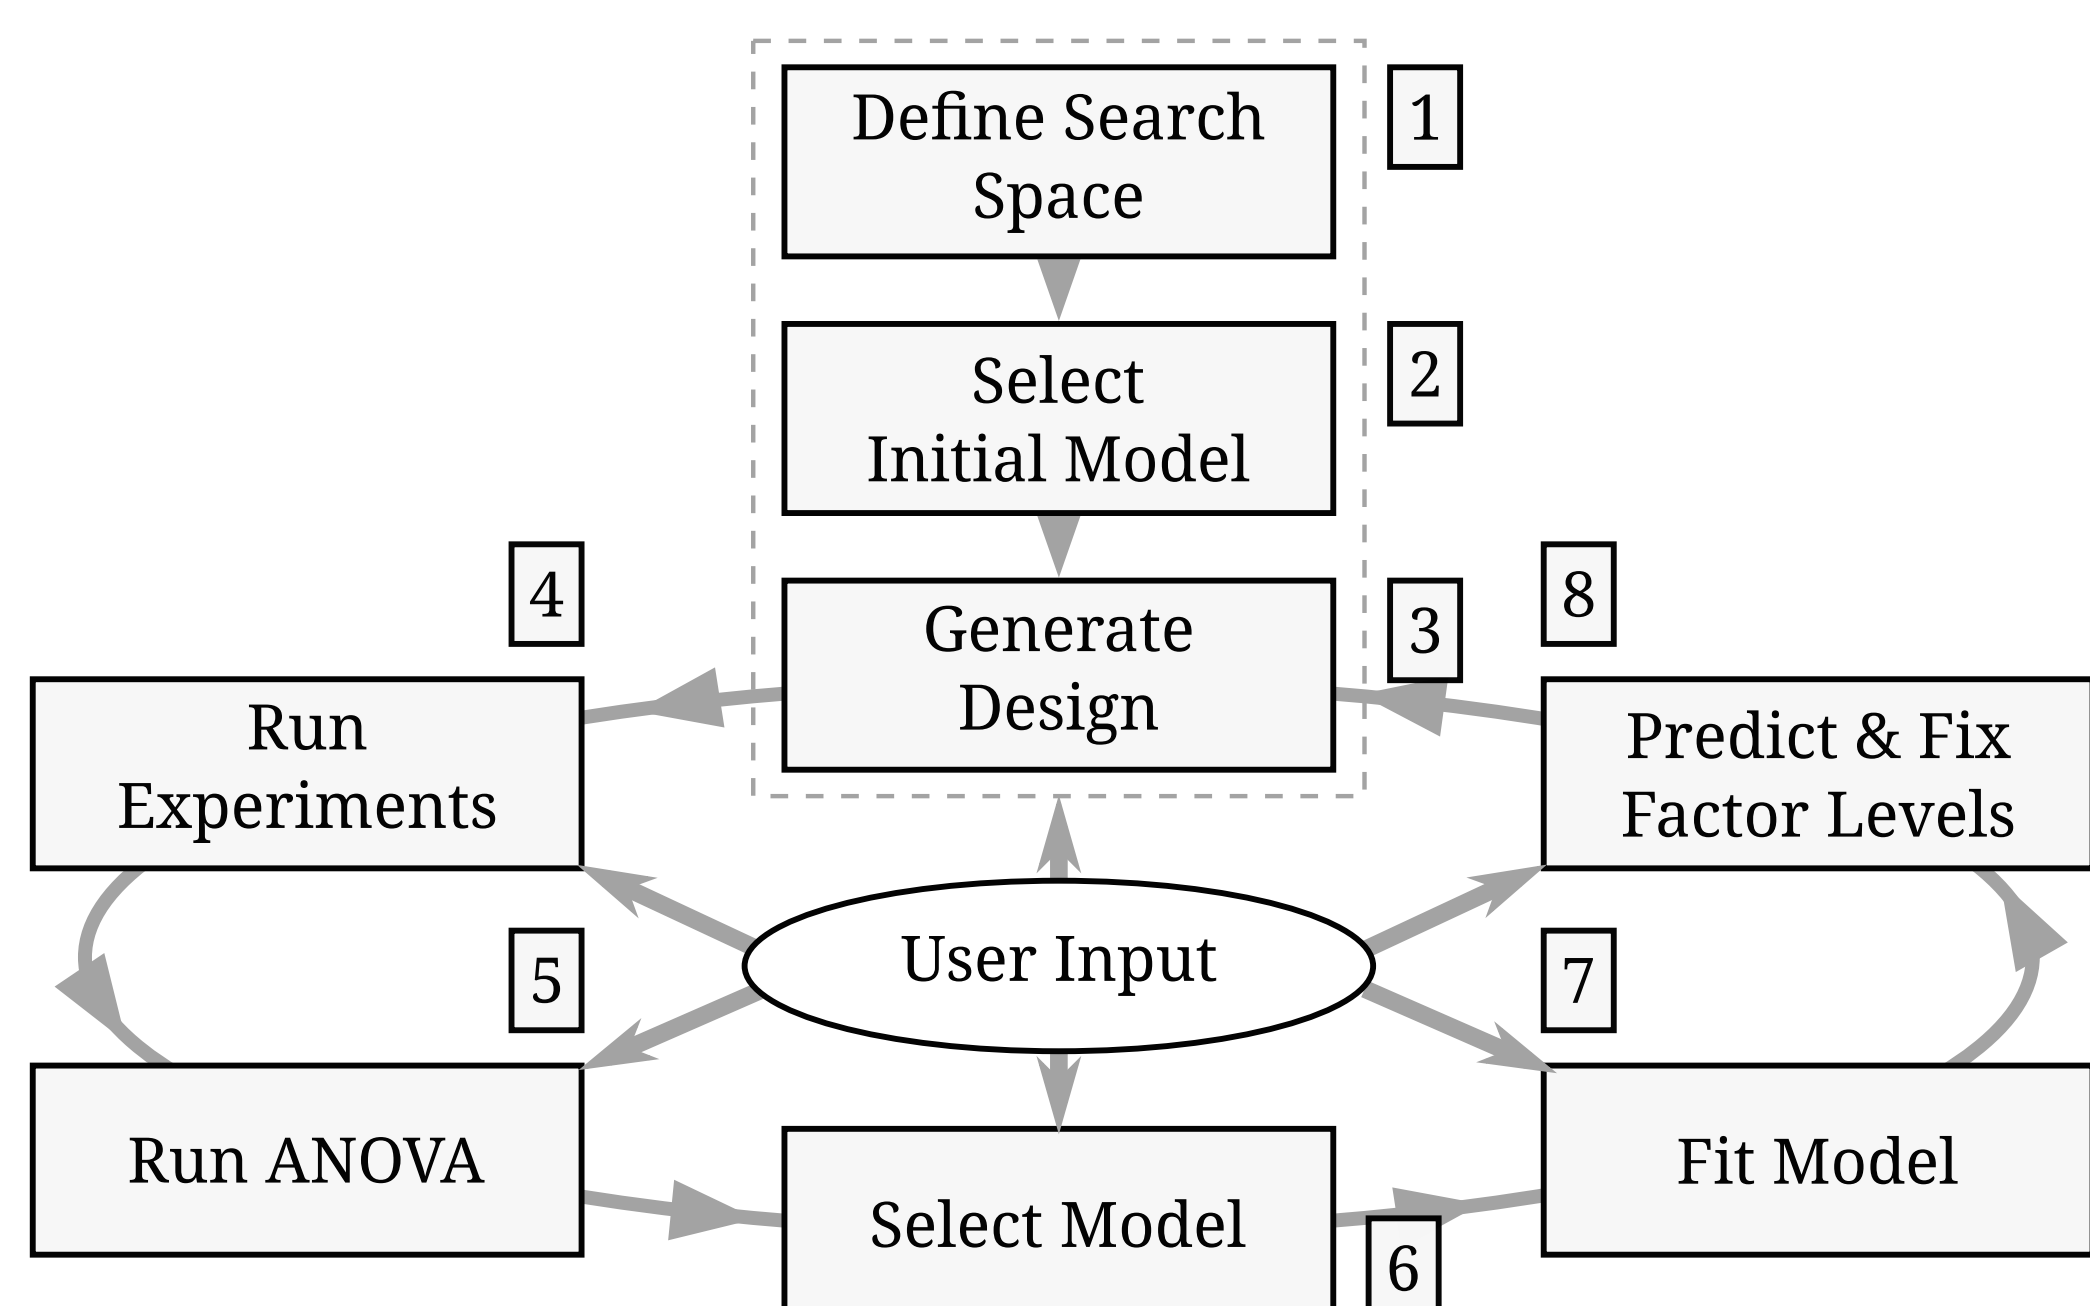 Define Search
Space
1
Select
Initial Model
2
Generate
Design
3
4
Run
Experiments
8
Predict & Fix
Factor Levels
User Input
5
Run ANOVA
7
Fit Model
Select Model
6